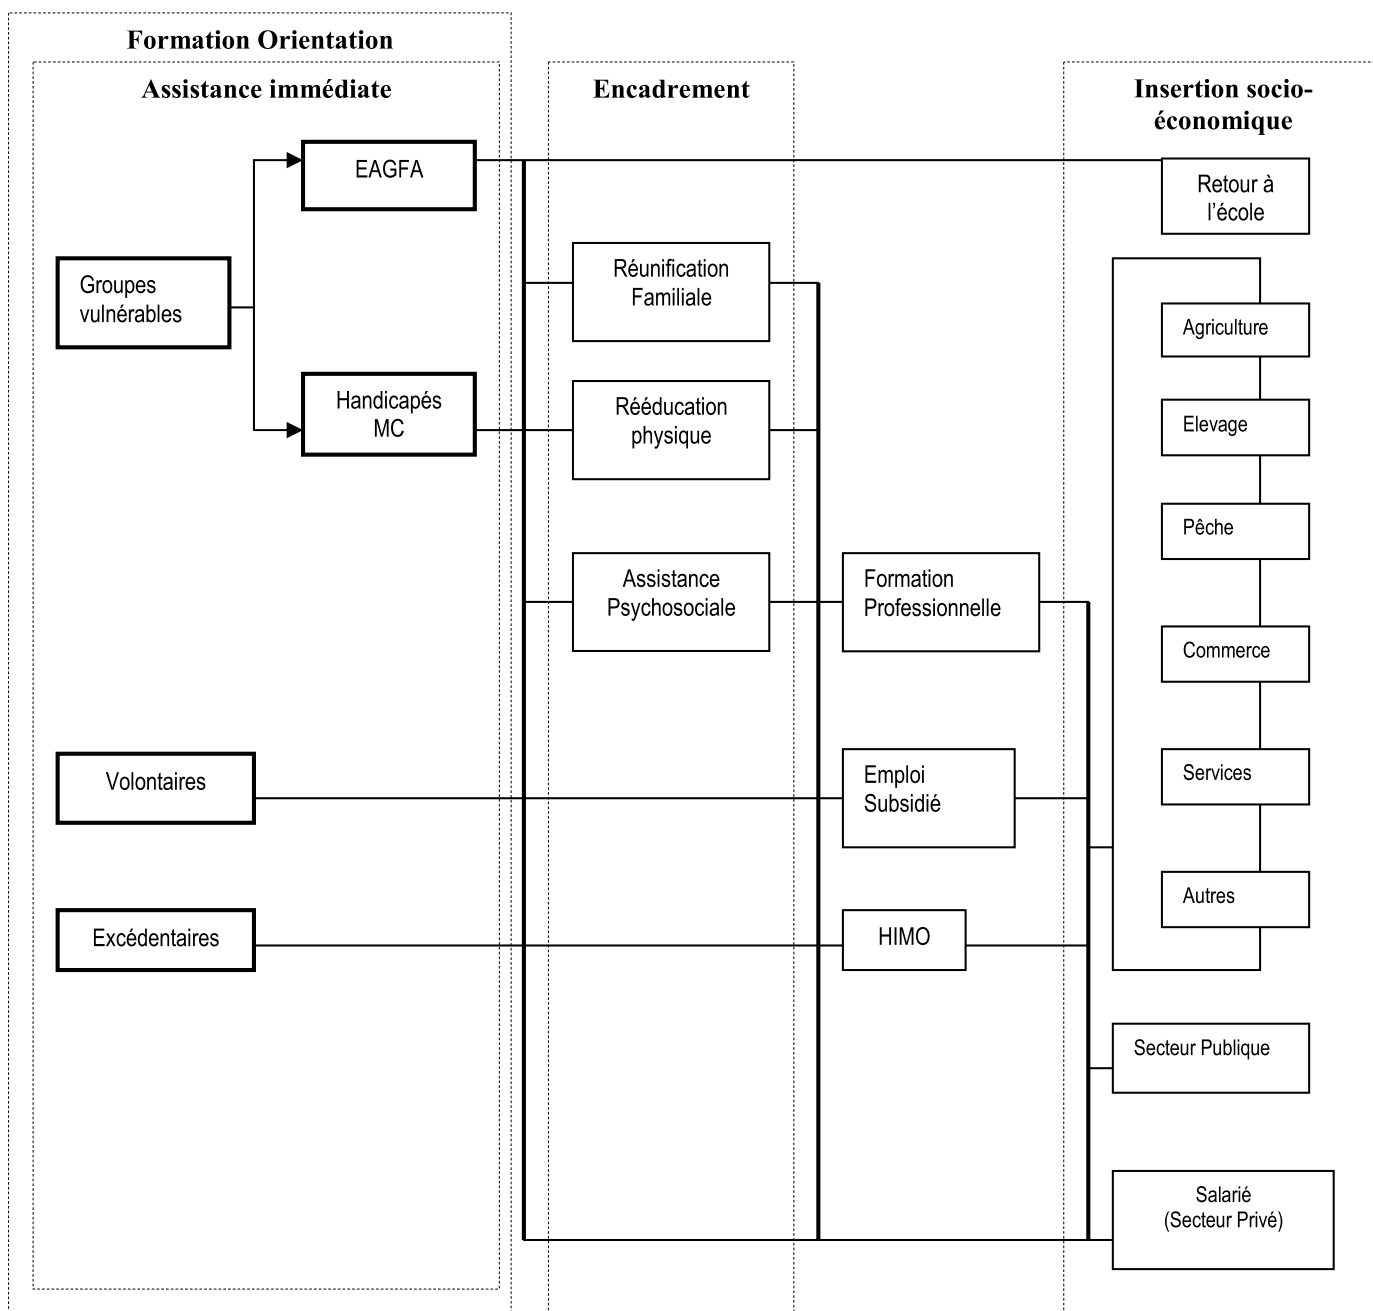 Formation Orientation
Assistance immédiate
Encadrement
Insertion socio-
économique
EAGFA
Retour à
l'école
Groupes
vulnérables
Réunification
Familiale
Agriculture
Handicapés
MC
Rééducation
physique
Elevage
Pêche
Assistance
Psychosociale
Formation
Professionnelle
Commerce
Volontaires
Emploi
Subsidié
Services
Excédentaires
HIMO
Autres
Secteur Publique
Salarié
(Secteur Privé)